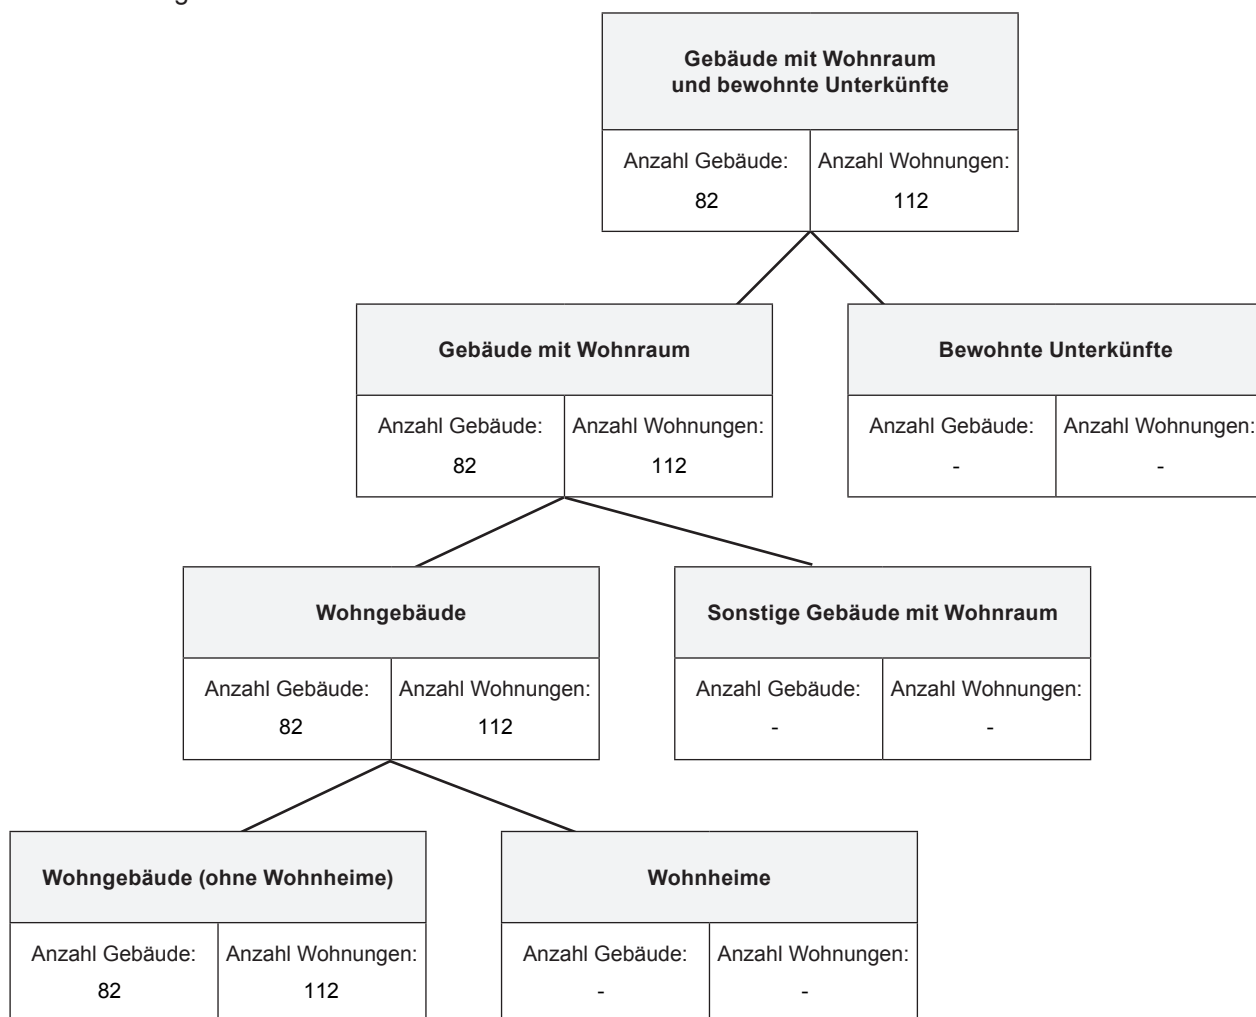 Gebäude mit Wohnraum
und bewohnte Unterkünfte
Anzahl Gebäude: Anzahl Wohnungen:
82 112
Gebäude mit Wohnraum
Anzahl Gebäude: Anzahl Wohnungen:
82 112
Bewohnte Unterkünfte
Anzahl Gebäude: Anzahl Wohnungen:
- -
Wohngebäude
Anzahl Gebäude: Anzahl Wohnungen:
82 112
Sonstige Gebäude mit Wohnraum
Anzahl Gebäude: Anzahl Wohnungen:
- -
Wohngebäude (ohne Wohnheime)
Anzahl Gebäude: Anzahl Wohnungen:
82 112
Wohnheime
Anzahl Gebäude: Anzahl Wohnungen:
- -